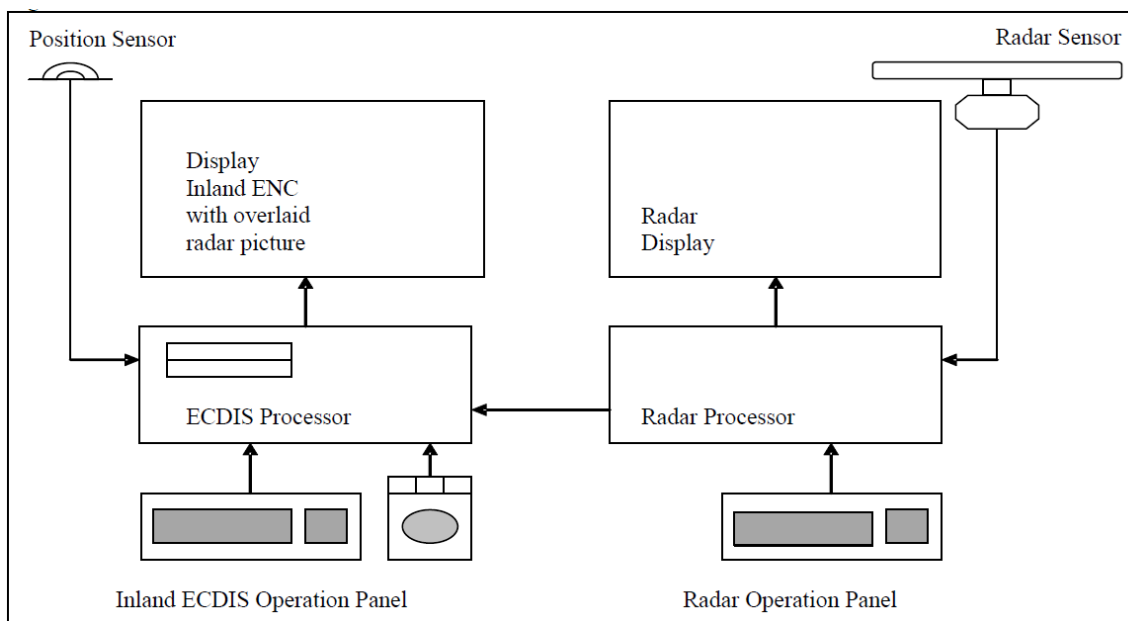 Position Sensor
Radar Sensor
Display
Inland ENC
with overlaid
radar picture
Radar
Display
ECDIS Processor
Radar Processor
Inland ECDIS Operation Panel
Radar Operation Panel